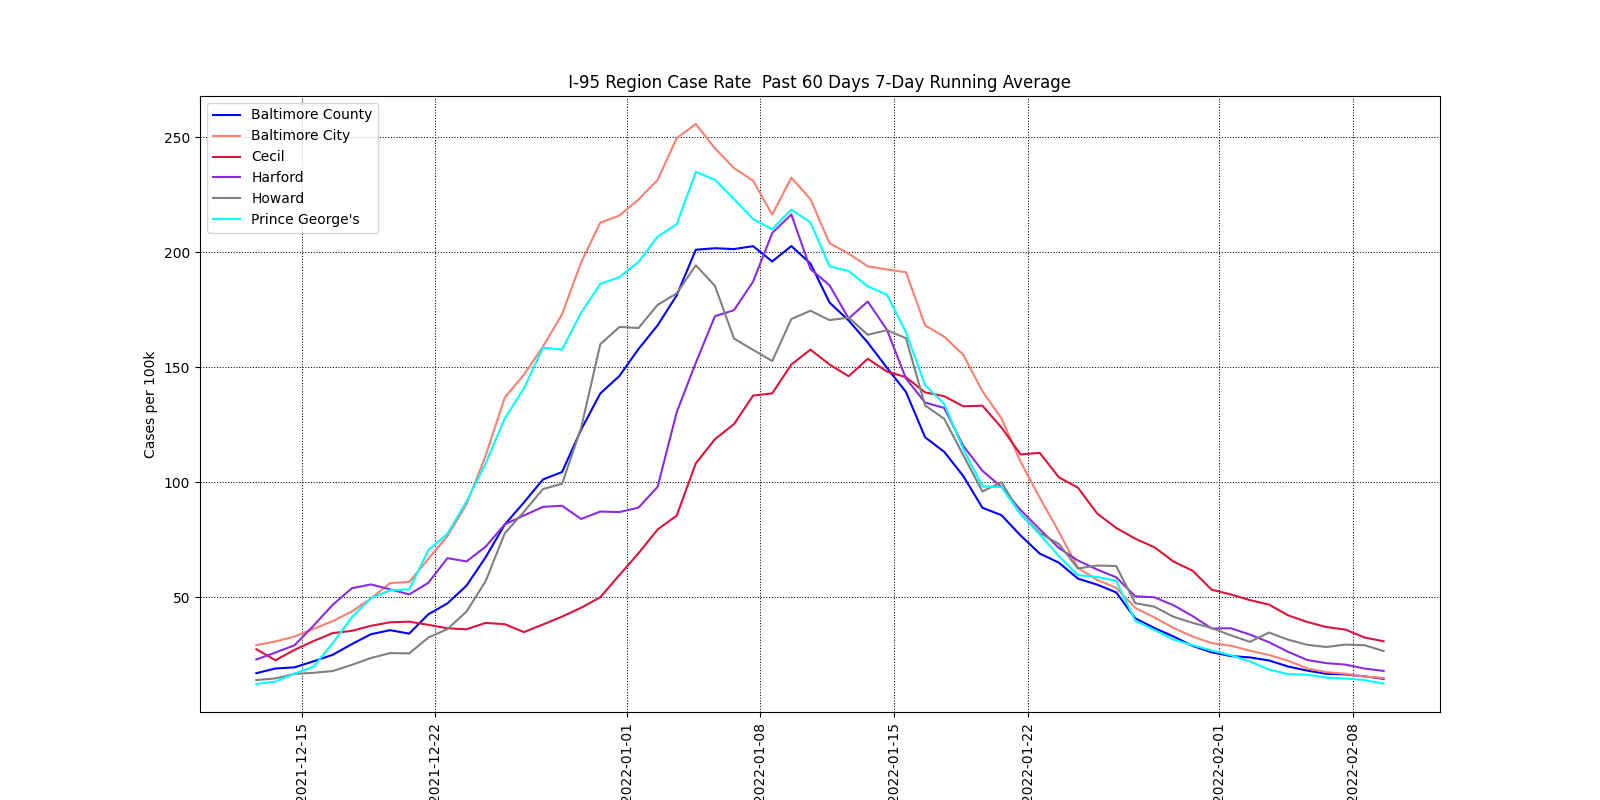 I-95 Region Case Rate  Past 60 Days 7-Day Running Average
Baltimore County
Baltimore City
Cecil
Harford
Howard
Prince George's
Cases per 100k
250
200
150
100
50
2021-12-15
2021-12-22
2022-01-01
2022-01-08
2022-01-15
2022-01-22
2022-02-01
2022-02-08